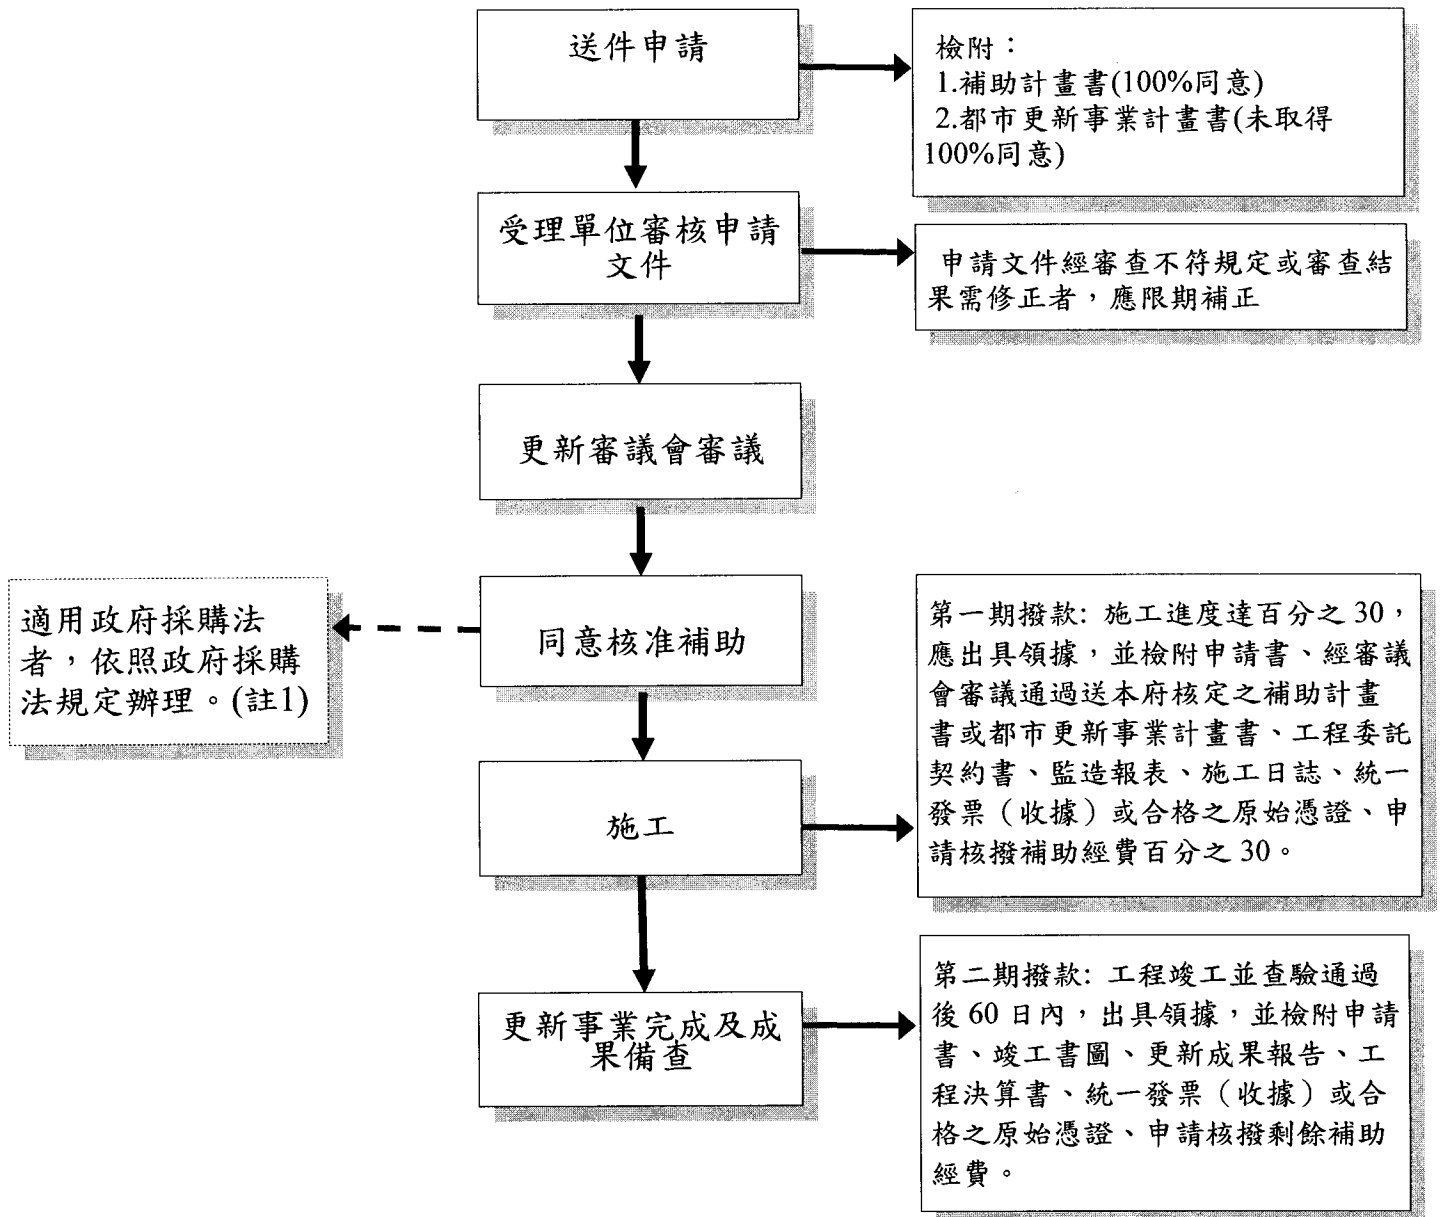 送件申請
檢附：
1.補助計畫書(100%同意)
2.都市更新事業計畫書(未取得
100%同意)
受理單位審核申請
文件
申請文件經審查不符規定或審查結
果需修正者，應限期補正
更新審議會審議
同意核准補助
適用政府採購法
者，依照政府採購
法規定辦理。(註1)
第一期撥款: 施工進度達百分之 30，
應出具領據，並檢附申請書、經審議
會審議通過送本府核定之補助計畫
書或都市更新事業計畫書、工程委託
契約書、監造報表、施工日誌、統一
發票（收據）或合格之原始憑證、申
請核撥補助經費百分之 30。
施工
更新事業完成及成
果備查
第二期撥款: 工程竣工並查驗通過
後 60 日內，出具領據，並檢附申請
書、竣工書圖、更新成果報告、工
程決算書、統一發票（收據）或合
格之原始憑證、申請核撥剩餘補助
經費。